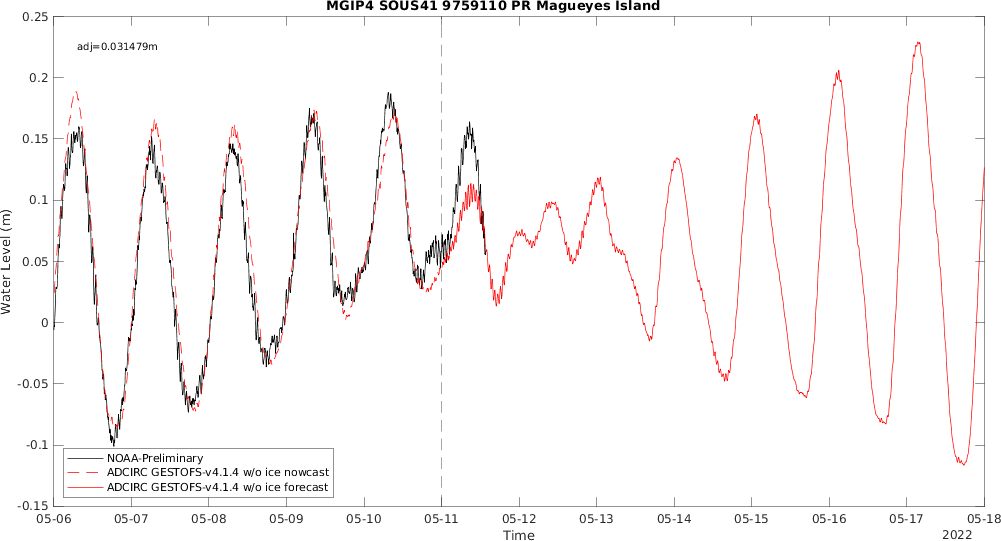 MGIP4 SOUS41 9759110 PR Magueyes Island
0.25
adj=0.031479m
0.2
0.15
0.1
0.05
0
-0.05
-0.1
-0.15
Water Level (m)
NOAA-Preliminary
ADCIRC GESTOFS-v4.1.4 w/o ice nowcast
ADCIRC GESTOFS-v4.1.4 w/o ice forecast
05-06 05-07 05-08 05-09 05-10 05-11 05-12 05-13 05-14 05-15 05-16 05-17 05-18
Time
2022